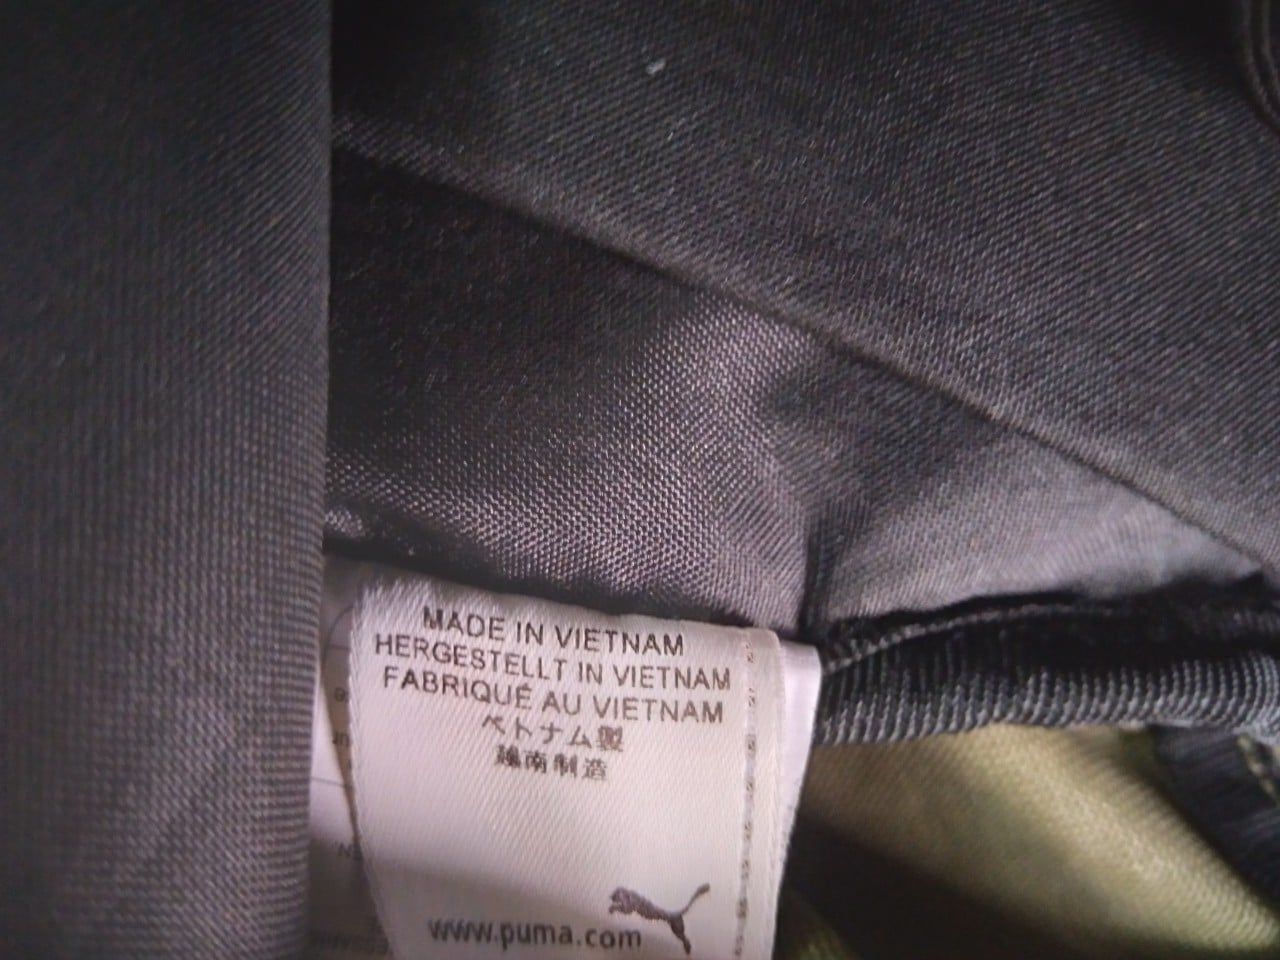 MADE IN VIETNAM
HERGESTELLT IN VIETNAM
FABRIQUÉ AU VIETNAM
ベトナム製
越南制造
www.puma.com